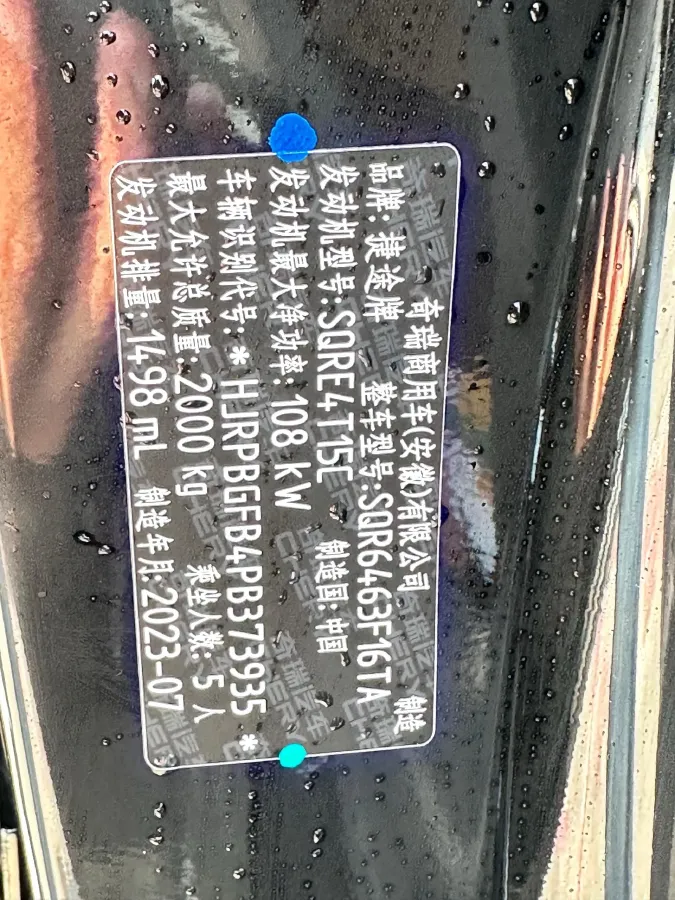 奇瑞商用车(安徽)有限公司 制造
品牌: 捷途牌 整车型号:SQR6463F16TA
发动机型号:SQRE4T15C 制造国:中国
发动机最大净功率:108 kW
车辆识别代号:*HJRPBGFB4PB373935*
最大允许总质量:2000 kg 乘坐人数:5人
发动机排量:1498 mL 制造年月:2023-07